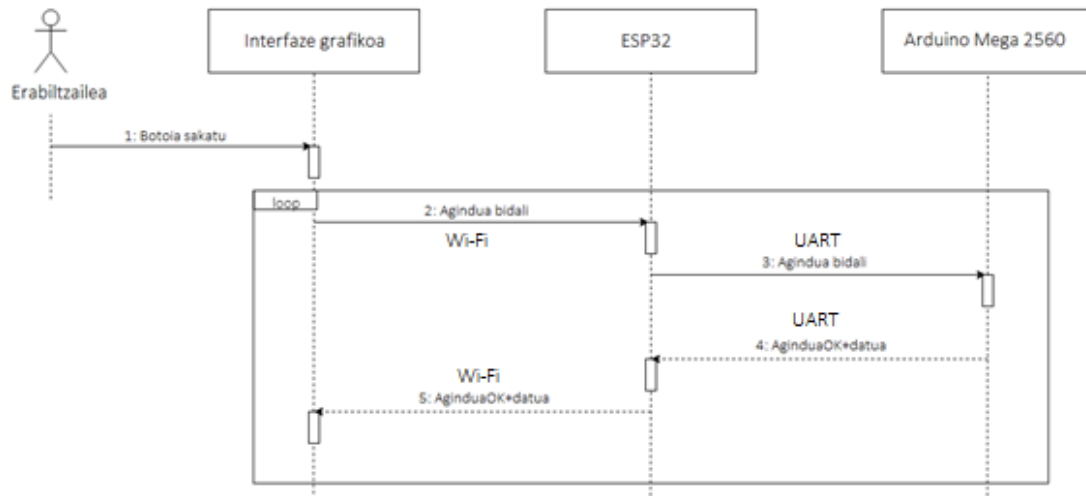 Erabiltzailea
Interfaze grafikoa
ESP32
Arduino Mega 2560
1: Botoia sakatu
loop
2: Agindua bidali
Wi-Fi
UART
3: Agindua bidali
UART
4: AginduaOK+datua
Wi-Fi
5: AginduaOK+datua